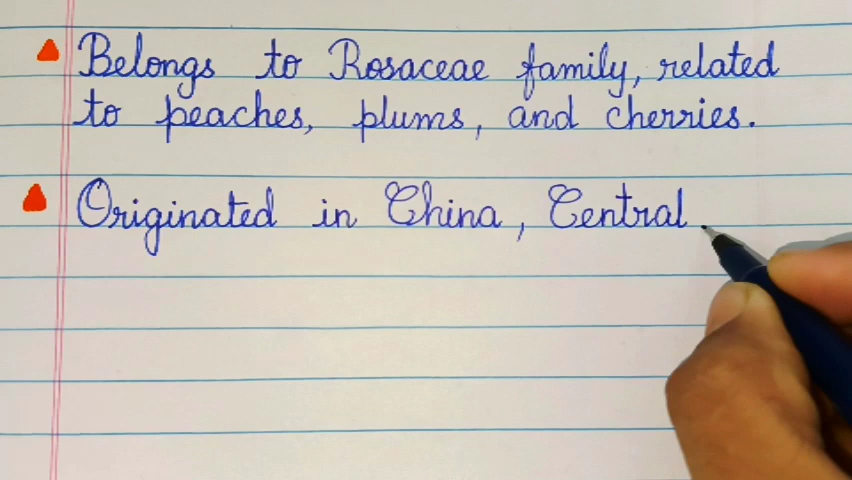 Belongs to Rosaceae family, related
to peaches, plums, and cherries.
Originated in China, Central